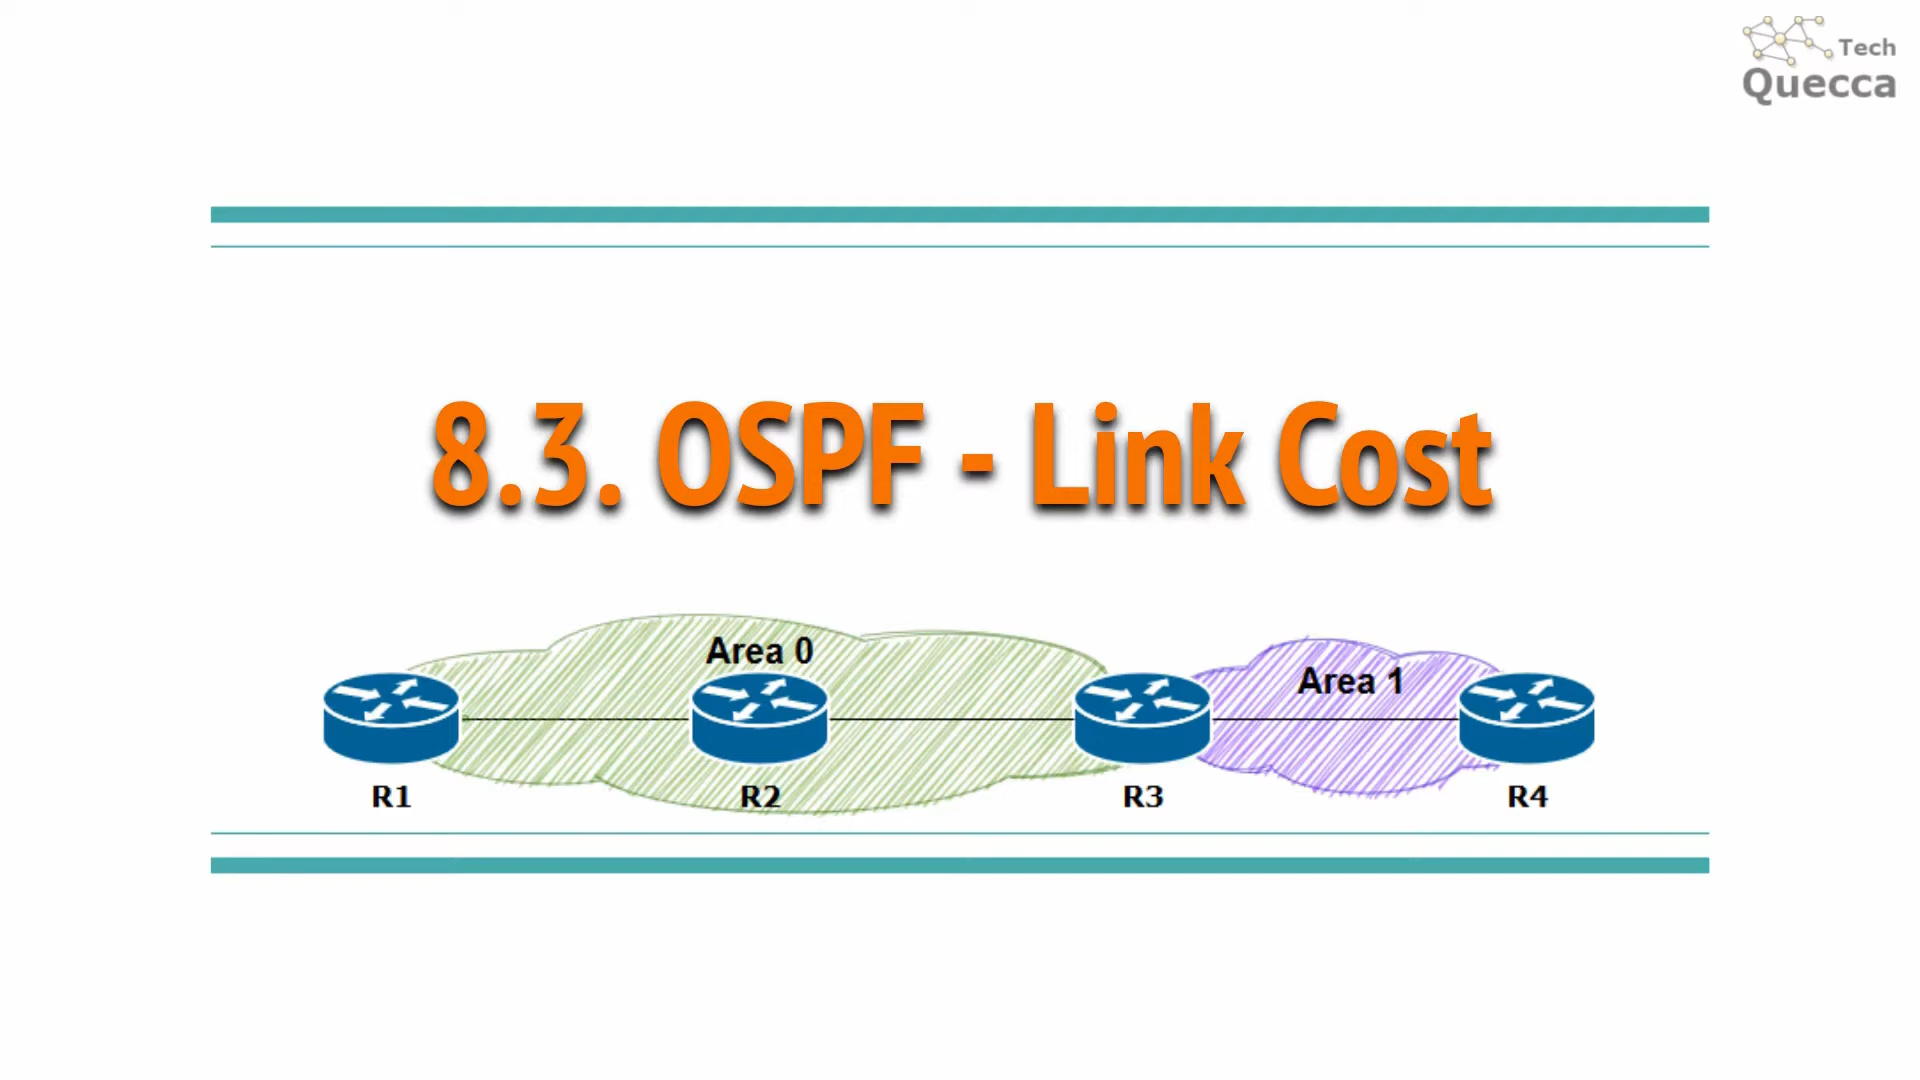 Tech
Quecca
8.3. OSPF - Link Cost
Area 0
Area 1
R1
R2
R3
R4